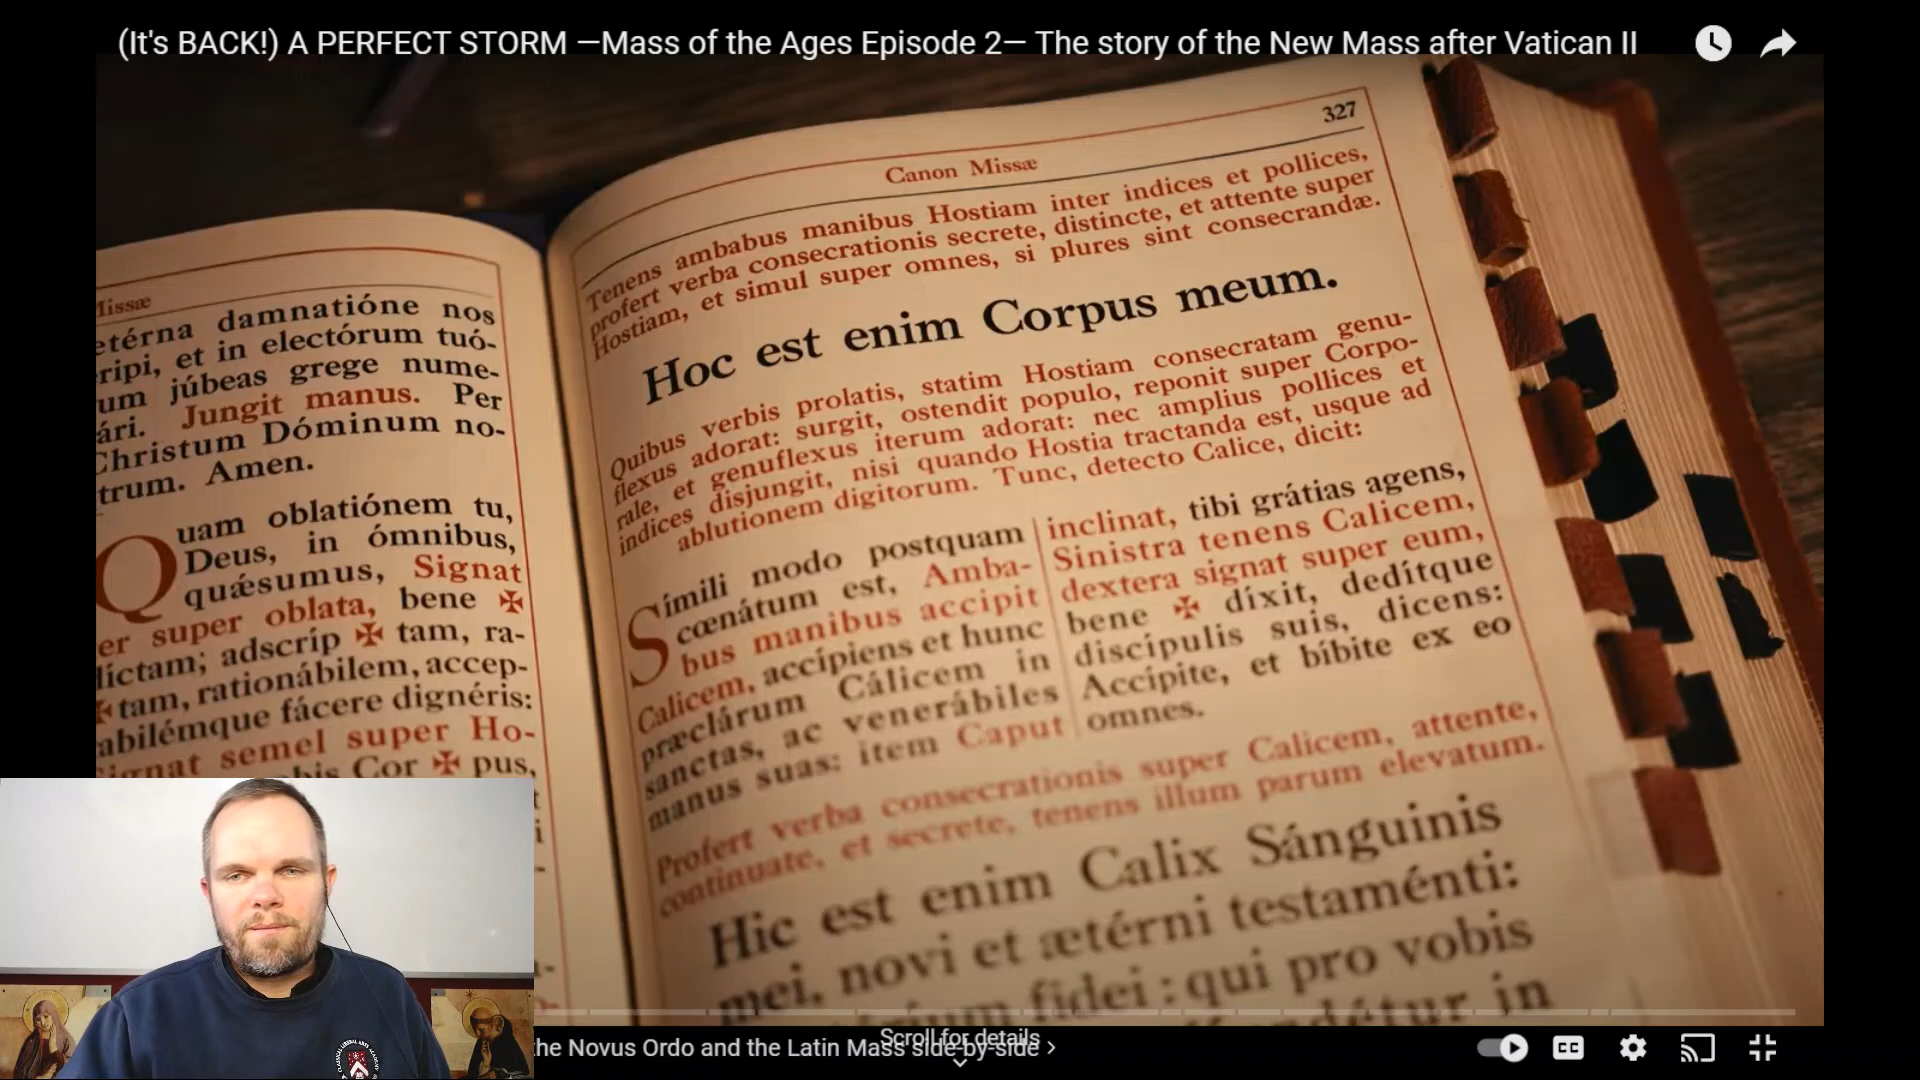 (It's BACK!) A PERFECT STORM —Mass of the Ages Episode 2— The story of the New Mass after Vatican II
etérna damnatióne nos
ripi, et in electórum tuó-
um júbeas grege nume-
ári. Jungit manus. Per
Christum Dóminum no-
trum. Amen.
Quam oblatiónem tu,
Deus, in ómnibus,
quǽsumus, Signat
er super oblata, bene ✠
díctam; adscríp ✠ tam, ra-
✠ tam, rationábilem, accep-
abilémque fácere dignéris:
Signat semel super Ho-
Cor ✠ pus,
327
Canon Missæ
Tenens ambabus manibus Hostiam inter indices et pollices,
profert verba consecrationis secrete, distincte, et attente super
Hostiam, et simul super omnes, si plures sint consecrandæ.
Hoc est enim Corpus meum.
Quibus verbis prolatis, statim Hostiam consecratam genu-
flexus adorat: surgit, ostendit populo, reponit super Corpo-
rale, et genuflexus iterum adorat: nec amplius pollices et
indices disjungit, nisi quando Hostia tractanda est, usque ad
ablutionem digitorum. Tunc, detecto Calice, dicit:
Símili modo postquam
cœnátum est, Amba-
bus manibus accipit
Calicem, accípiens et hunc
præclárum Cálicem in
sanctas, ac venerábiles
manus suas: item Caput
inclinat, tibi grátias agens,
Sinistra tenens Calicem,
dextera signat super eum,
bene ✠ díxit, dedítque
discípulis suis, dicens:
Accípite, et bíbite ex eo
omnes.
Profert verba consecrationis super Calicem, attente,
continuate, et secrete, tenens illum parum elevatum.
Hic est enim Calix Sánguinis
mei, novi et ætérni testaménti:
fidei : qui pro vobis
in
Scroll for details
the Novus Ordo and the Latin Mass side-by-side ›
CC